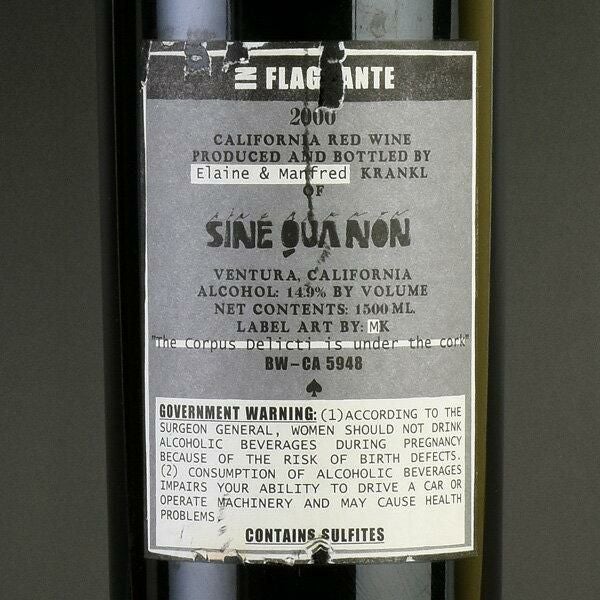 IN FLAG ANTE
2000
CALIFORNIA RED WINE
PRODUCED AND BOTTLED BY
Elaine & Manfred KRANKL
OF
SINE QUA NON
VENTURA, CALIFORNIA
ALCOHOL: 14.9% BY VOLUME
NET CONTENTS: 1500 ML.
LABEL ART BY: MK
"The Corpus Delicti is under the cork"
BW-CA 5948
GOVERNMENT WARNING: (1) ACCORDING TO THE
SURGEON GENERAL, WOMEN SHOULD NOT DRINK
ALCOHOLIC BEVERAGES DURING PREGNANCY
BECAUSE OF THE RISK OF BIRTH DEFECTS.
(2) CONSUMPTION OF ALCOHOLIC BEVERAGES
IMPAIRS YOUR ABILITY TO DRIVE A CAR OR
OPERATE MACHINERY AND MAY CAUSE HEALTH
PROBLEMS.
CONTAINS SULFITES